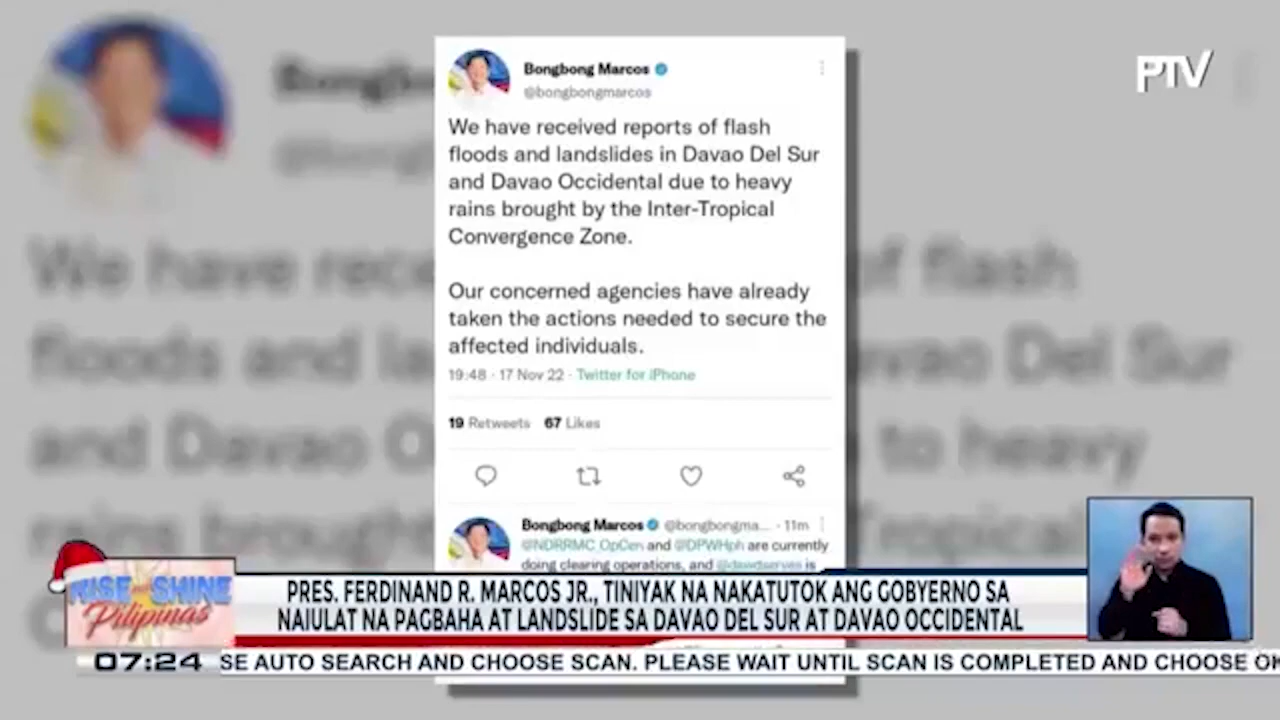 PTV
Bongbong Marcos
@bongbongmarcos
We have received reports of flash
floods and landslides in Davao Del Sur
and Davao Occidental due to heavy
rains brought by the Inter-Tropical
Convergence Zone.
Our concerned agencies have already
taken the actions needed to secure the
affected individuals.
19:48 · 17 Nov 22 · Twitter for iPhone
19 Retweets 67 Likes
Bongbong Marcos @bongbongma... · 11m
@NDRRMC_OpCen and @DPWHph are currently
doing clearing operations, and @dswdserves is
RISE AND SHINE
Pilipinas
PRES. FERDINAND R. MARCOS JR., TINIYAK NA NAKATUTOK ANG GOBYERNO SA
NAIULAT NA PAGBAHA AT LANDSLIDE SA DAVAO DEL SUR AT DAVAO OCCIDENTAL
07:24 SE AUTO SEARCH AND CHOOSE SCAN. PLEASE WAIT UNTIL SCAN IS COMPLETED AND CHOOSE OK